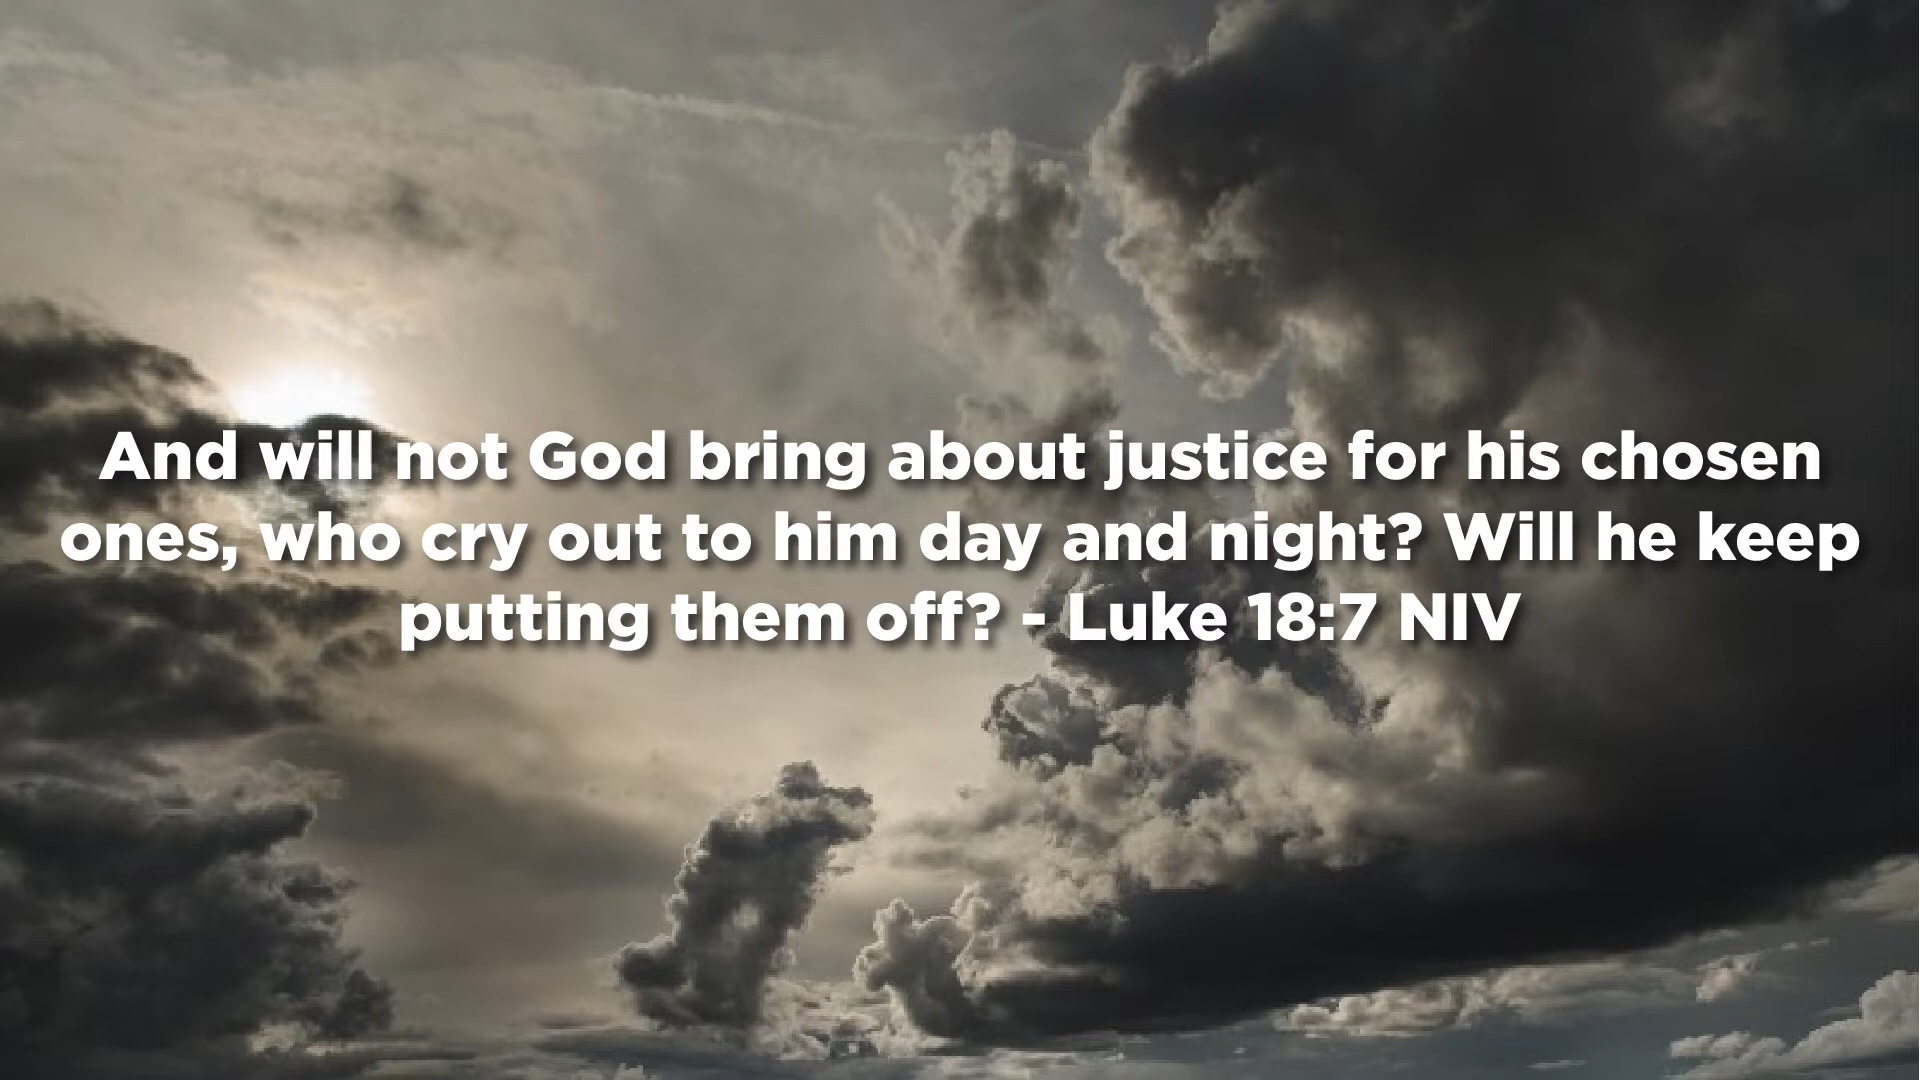 And will not God bring about justice for his chosen
ones, who cry out to him day and night? Will he keep
putting them off? - Luke 18:7 NIV